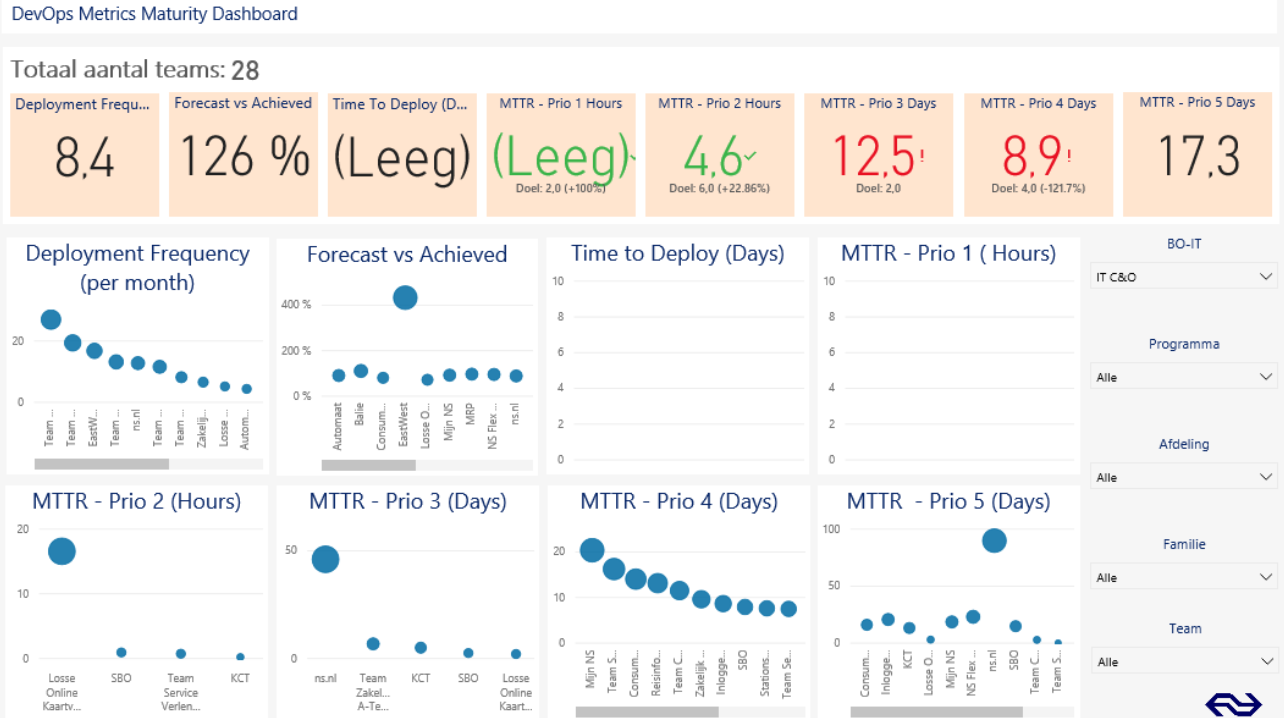 DevOps Metrics Maturity Dashboard
Totaal aantal teams: 28
Deployment Frequ...
8,4
Forecast vs Achieved
126 %
Time To Deploy (D...
(Leeg)
MTTR - Prio 1 Hours
(Leeg)
Doel: 2,0 (+100%)
MTTR - Prio 2 Hours
4,6
Doel: 6,0 (+22.86%)
MTTR - Prio 3 Days
12,5!
Doel: 2,0
MTTR - Prio 4 Days
8,9!
Doel: 4,0 (-121.7%)
MTTR - Prio 5 Days
17,3
Deployment Frequency
(per month)
20
0
Team ...
Team ...
EastW...
Team ...
ns.nl
Team ...
Team ...
Zakelij...
Losse ...
Autom...
Forecast vs Achieved
400 %
200 %
0 %
Automaat
Balie
Consum...
EastWest
Losse O...
Mijn NS
MRP
NS Flex ...
ns.nl
Time to Deploy (Days)
10
8
6
4
2
0
MTTR - Prio 1 ( Hours)
10
8
6
4
2
0
BO-IT
IT C&O
Programma
Alle
Afdeling
Alle
Familie
Alle
Team
Alle
MTTR - Prio 2 (Hours)
20
10
0
Losse
Online
Kaartv...
SBO
Team
Service
Verlen...
KCT
MTTR - Prio 3 (Days)
50
0
ns.nl
Team
Zakel...
A-Te...
KCT
SBO
Losse
Online
Kaart...
MTTR - Prio 4 (Days)
20
10
0
Mijn NS
Team S...
Consum...
Reisinfo...
Team C...
Zakelijk ...
Inlogge...
SBO
Stations...
Team Se...
MTTR - Prio 5 (Days)
100
50
0
Consum...
Inlogge...
KCT
Losse O...
Mijn NS
NS Flex ...
ns.nl
SBO
Team C...
Team S...